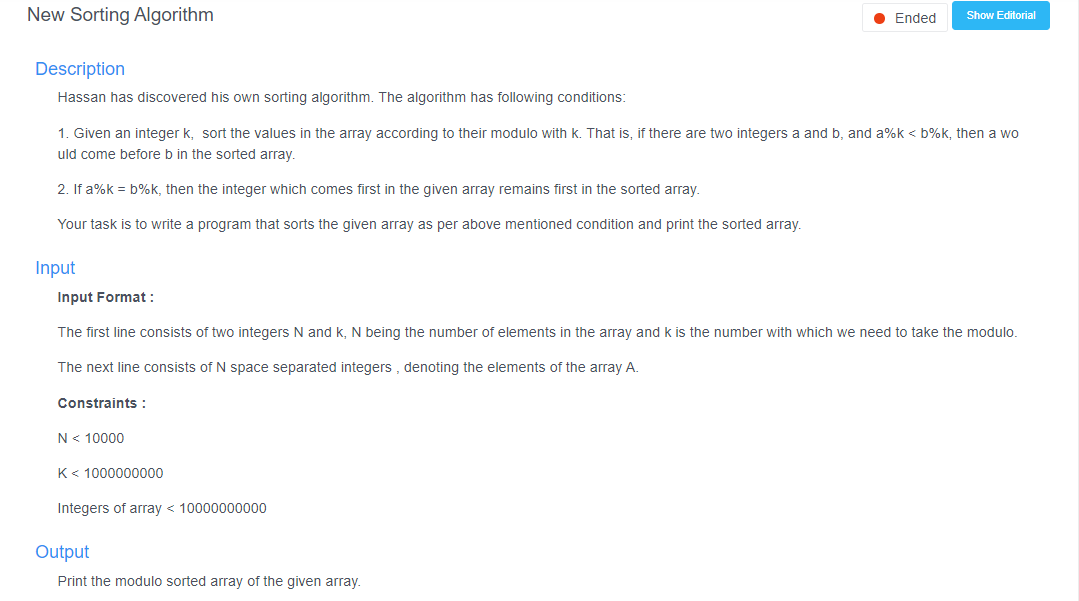 New Sorting Algorithm
Ended
Show Editorial
Description
Hassan has discovered his own sorting algorithm. The algorithm has following conditions:
1. Given an integer k,  sort the values in the array according to their modulo with k. That is, if there are two integers a and b, and a%k < b%k, then a wo
uld come before b in the sorted array.
2. If a%k = b%k, then the integer which comes first in the given array remains first in the sorted array.
Your task is to write a program that sorts the given array as per above mentioned condition and print the sorted array.
Input
Input Format :
The first line consists of two integers N and k, N being the number of elements in the array and k is the number with which we need to take the modulo.
The next line consists of N space separated integers , denoting the elements of the array A.
Constraints :
N < 10000
K < 1000000000
Integers of array < 10000000000
Output
Print the modulo sorted array of the given array.